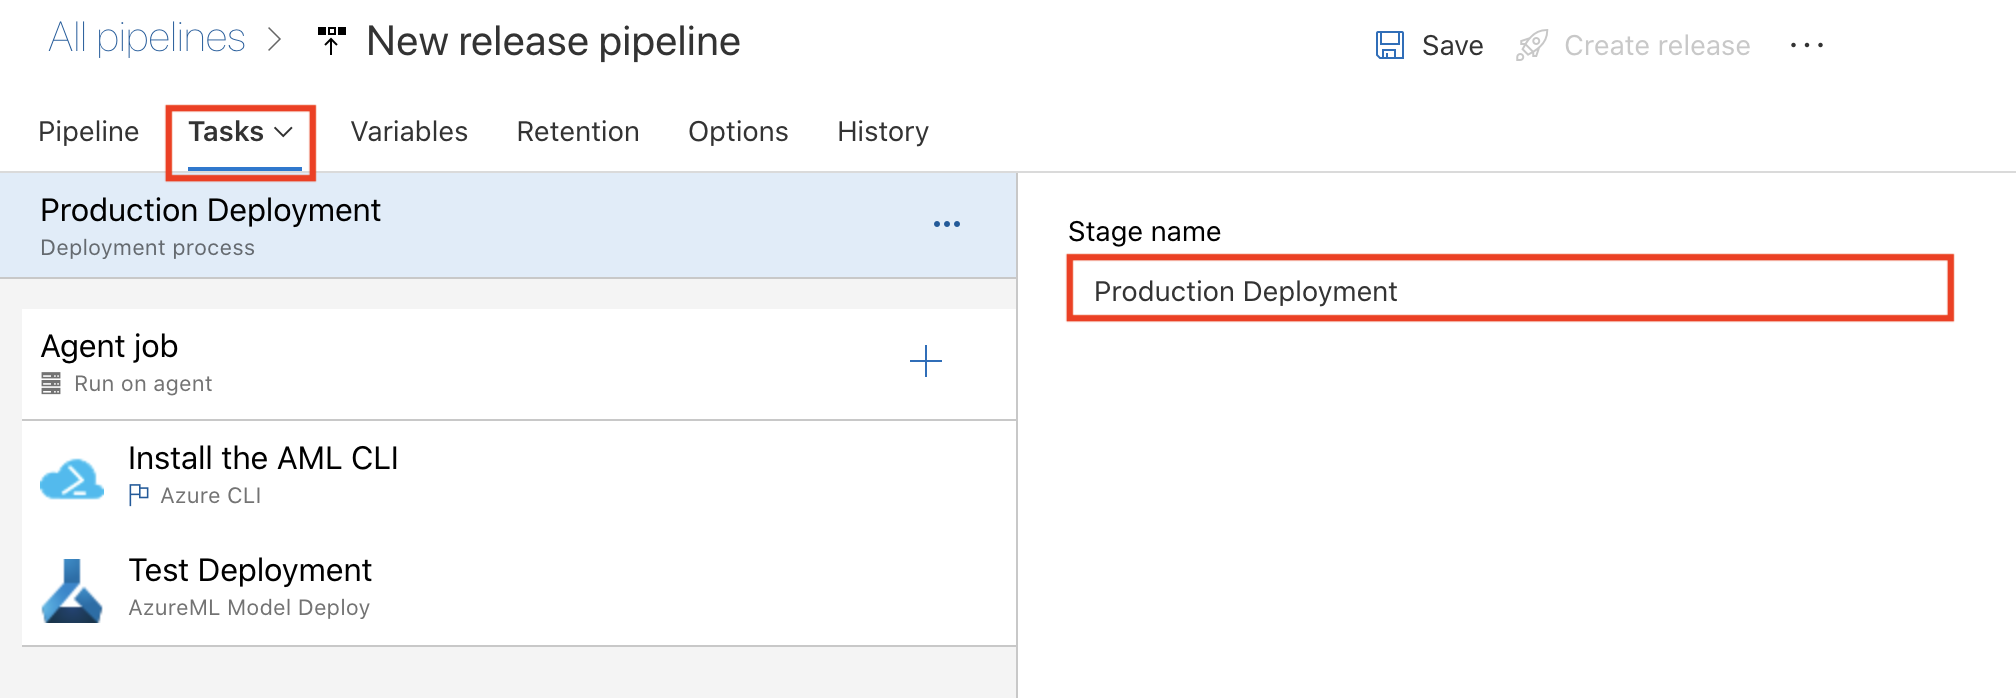 All pipelines > New release pipeline
Save Create release ...
Pipeline Tasks Variables Retention Options History
Production Deployment
Deployment process
Stage name
Production Deployment
Agent job
Run on agent
Install the AML CLI
Azure CLI
Test Deployment
AzureML Model Deploy